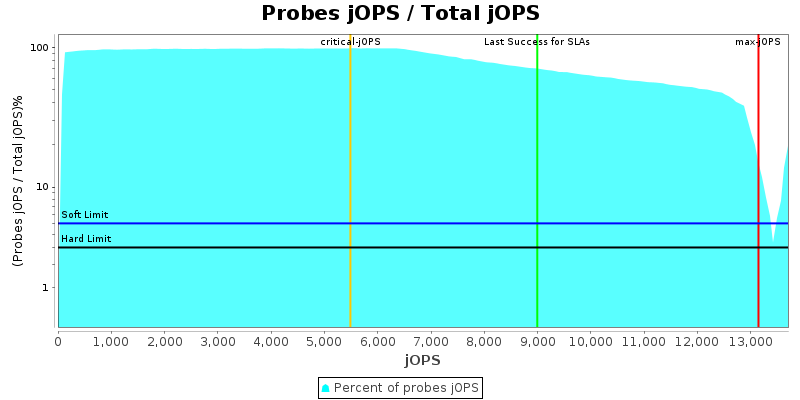 Probes jOPS / Total jOPS
critical-jOPS
Last Success for SLAs
max-jOPS
100
10
1
(Probes jOPS / Total jOPS)%
Soft Limit
Hard Limit
0
1,000
2,000
3,000
4,000
5,000
6,000
7,000
8,000
9,000
10,000
11,000
12,000
13,000
jOPS
Percent of probes jOPS